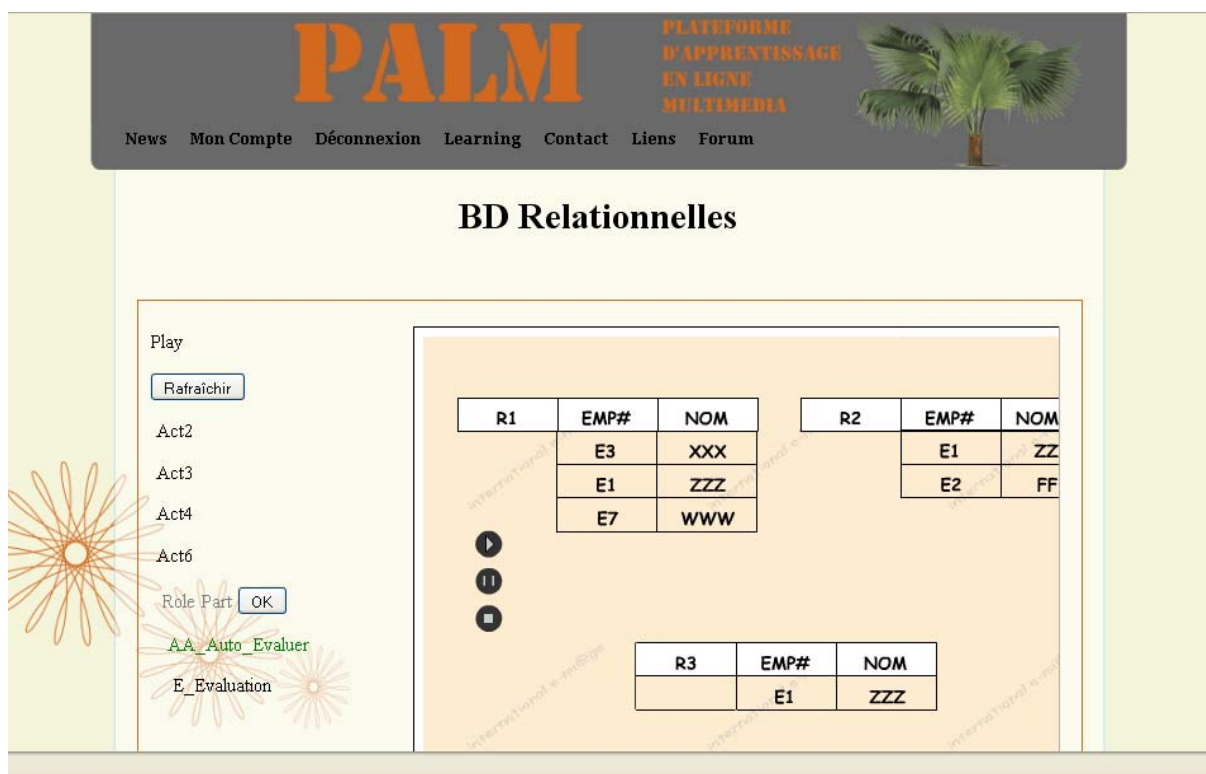 PALM
PLATEFORME
D'APPRENTISSAGE
EN LIGNE
MULTIMEDIA
News Mon Compte Déconnexion Learning Contact Liens Forum
BD Relationnelles
Play
Rafraîchir
Act2
Act3
Act4
Act6
Role Part OK
AA_Auto_Evaluer
E_Evaluation
R1 EMP# NOM
E3 XXX
E1 ZZZ
E7 WWW
R2 EMP# NOM
E1 ZZ
E2 FF
R3 EMP# NOM
E1 ZZZ